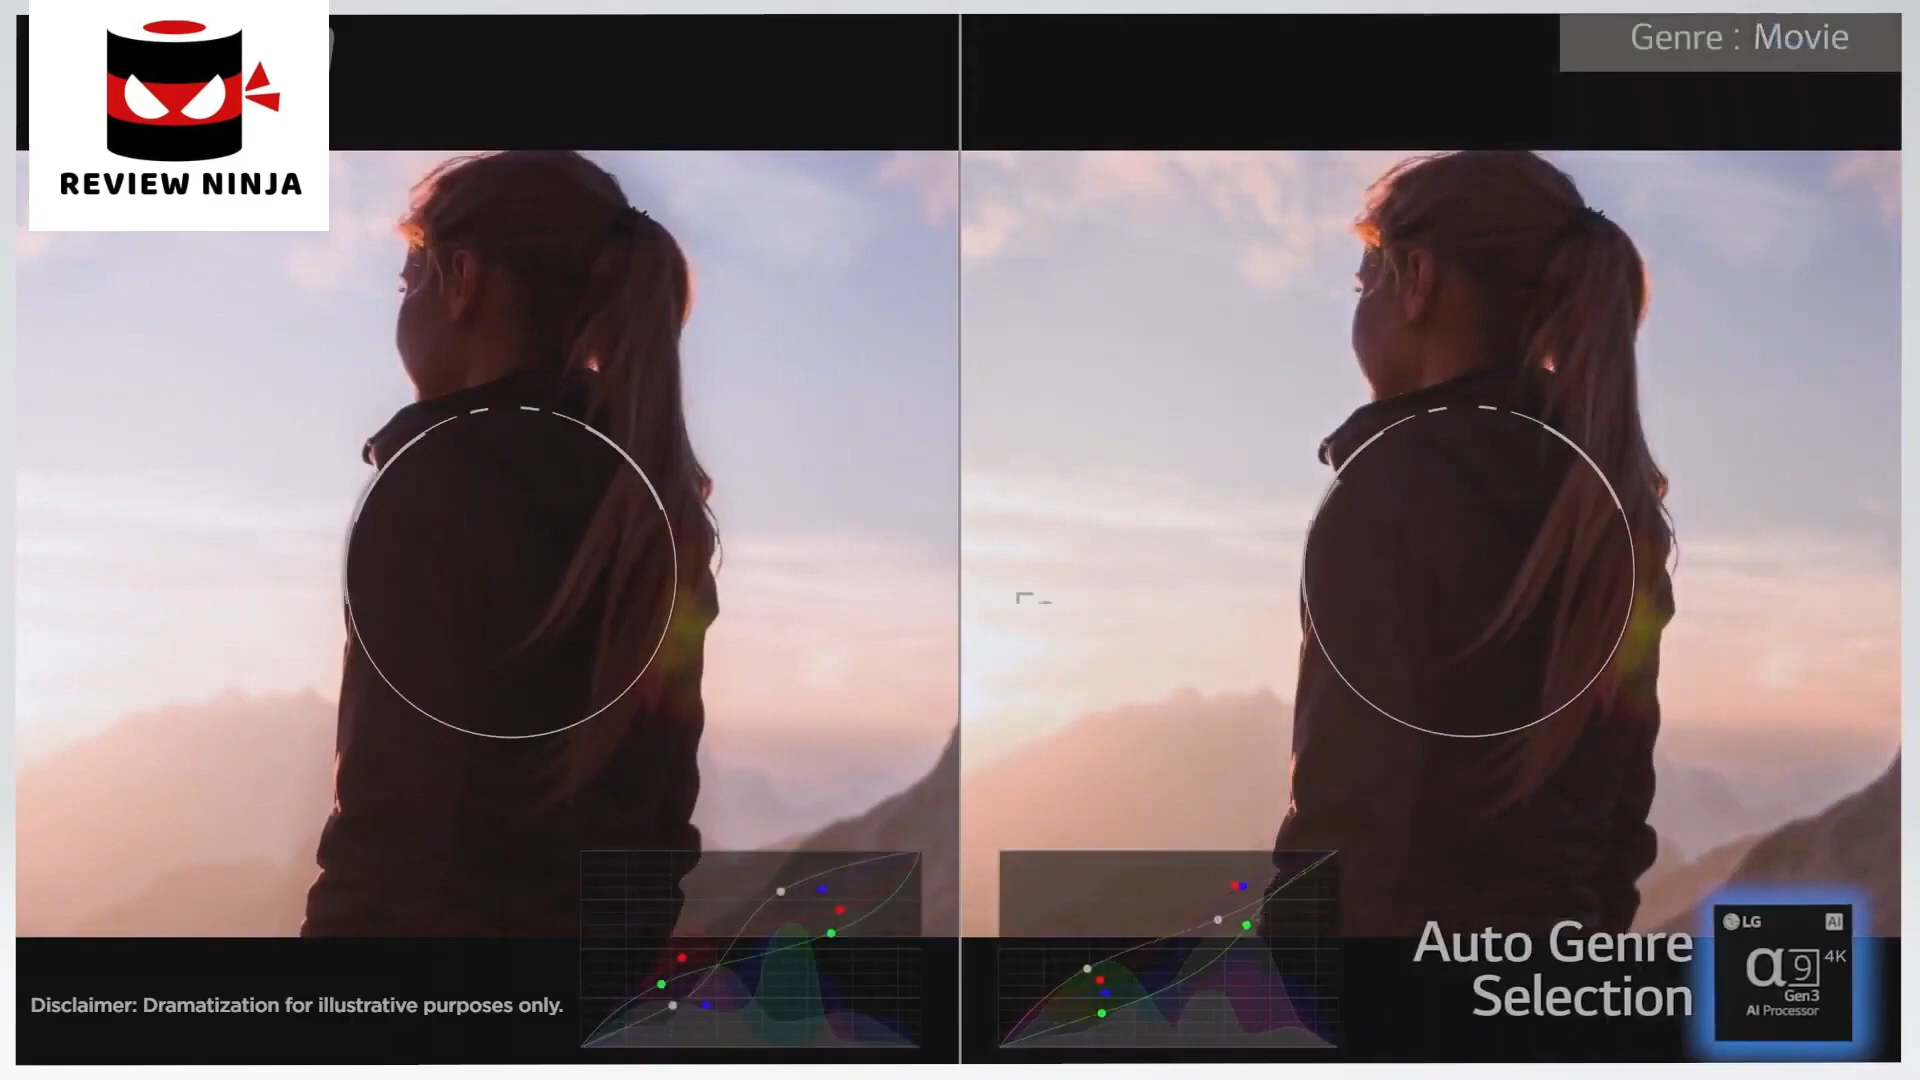 REVIEW NINJA
Genre : Movie
Auto Genre
Selection
LG AI
α9 4K
Gen3
AI Processor
Disclaimer: Dramatization for illustrative purposes only.